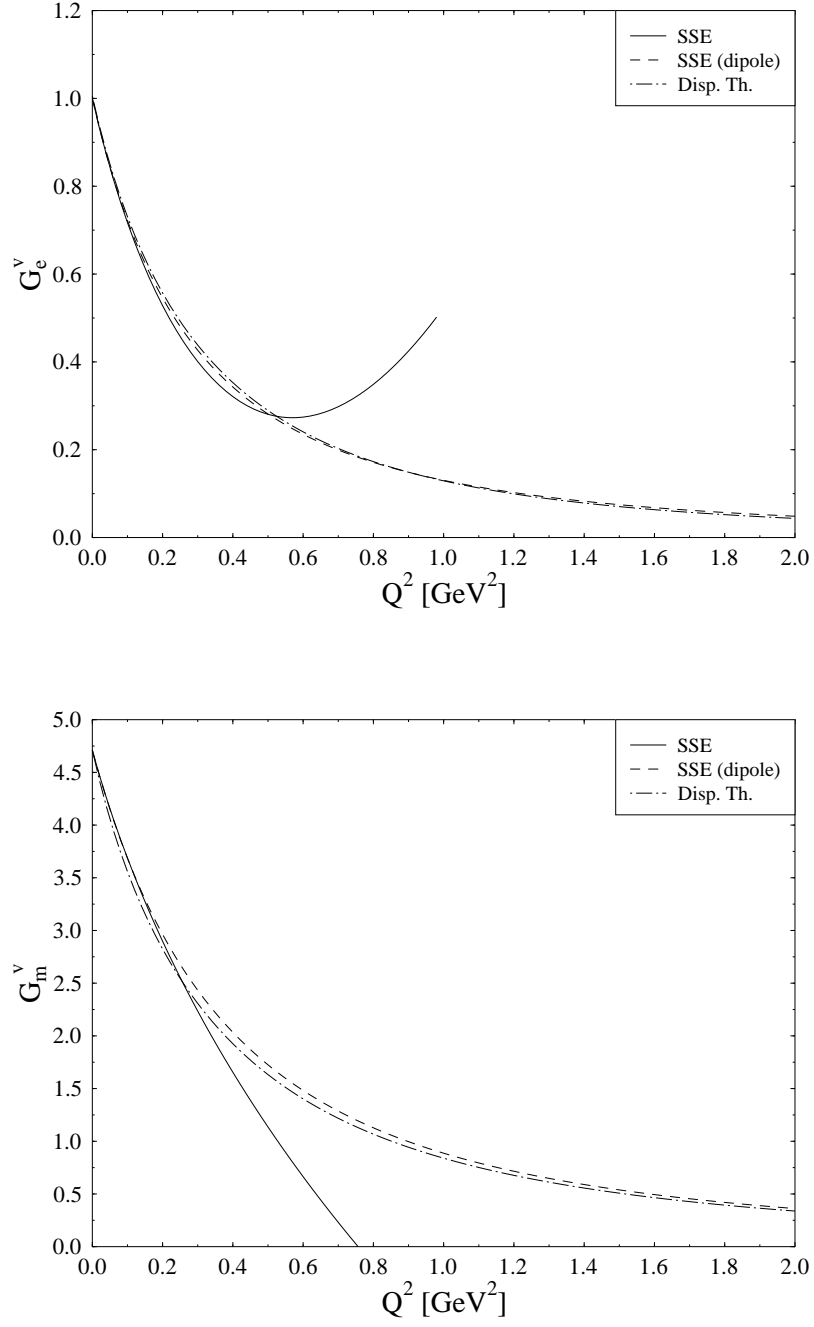 1.2
1.0
0.8
0.6
0.4
0.2
0.0
G_e^v
SSE
SSE (dipole)
Disp. Th.
0.0 0.2 0.4 0.6 0.8 1.0 1.2 1.4 1.6 1.8 2.0
Q^2 [GeV^2]
5.0
4.5
4.0
3.5
3.0
2.5
2.0
1.5
1.0
0.5
0.0
G_m^v
SSE
SSE (dipole)
Disp. Th.
0.0 0.2 0.4 0.6 0.8 1.0 1.2 1.4 1.6 1.8 2.0
Q^2 [GeV^2]